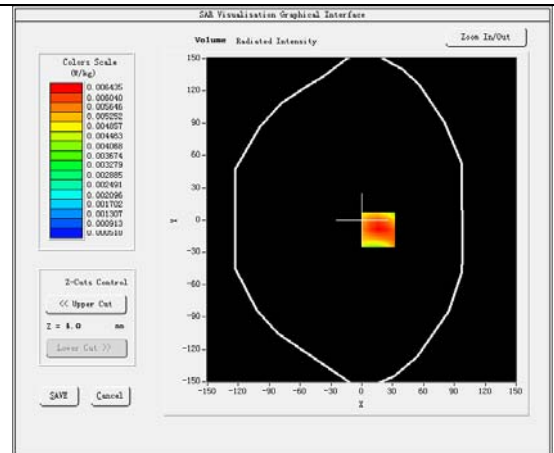 SAR Visualisation Graphical Interface
Volume Radiated Intensity
Zoom In/Out
Colors Scale
(W/kg)
0.006435
0.006040
0.005646
0.005252
0.004857
0.004463
0.004068
0.003674
0.003279
0.002885
0.002491
0.002096
0.001702
0.001307
0.000913
0.000518
150
90
60
30
0
-30
-60
-90
-120
-150
-150 -120 -90 -60 -30 0 30 60 90 120 150
X
Y
Z-Cuts Control
<< Upper Cut
Z = 4.0 mm
Lower Cut >>
SAVE
Cancel